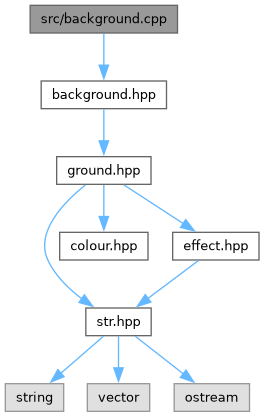 src/background.cpp
background.hpp
ground.hpp
colour.hpp
effect.hpp
str.hpp
string
vector
ostream